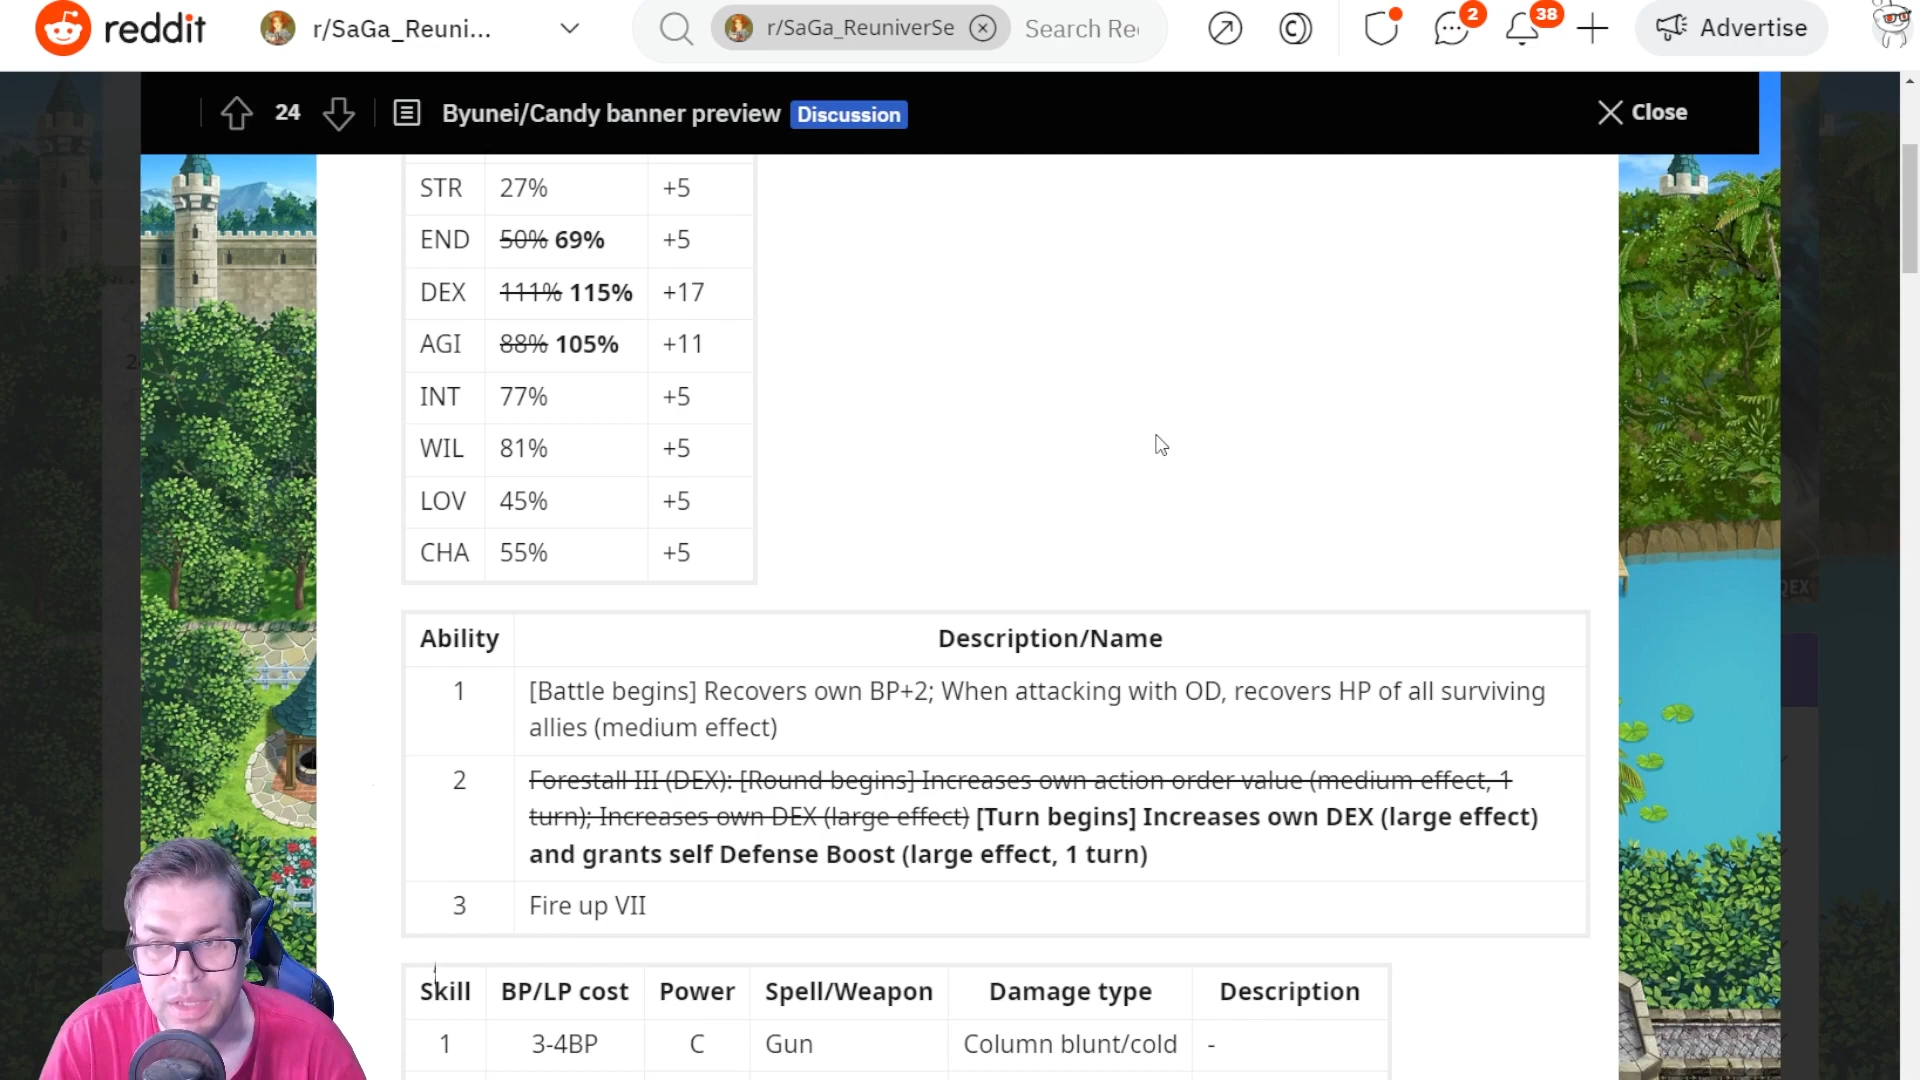 reddit r/SaGa_Reuni... r/SaGa_ReuniverSe Search Re 2 38 Advertise
24 Byunei/Candy banner preview Discussion Close
STR 27% +5
END 50% 69% +5
DEX 111% 115% +17
AGI 88% 105% +11
INT 77% +5
WIL 81% +5
LOV 45% +5
CHA 55% +5
Ability Description/Name
1 [Battle begins] Recovers own BP+2; When attacking with OD, recovers HP of all surviving
allies (medium effect)
2 Forestall III (DEX): [Round begins] Increases own action order value (medium effect, 1
turn); Increases own DEX (large effect) [Turn begins] Increases own DEX (large effect)
and grants self Defense Boost (large effect, 1 turn)
3 Fire up VII
Skill BP/LP cost Power Spell/Weapon Damage type Description
1 3-4BP C Gun Column blunt/cold -